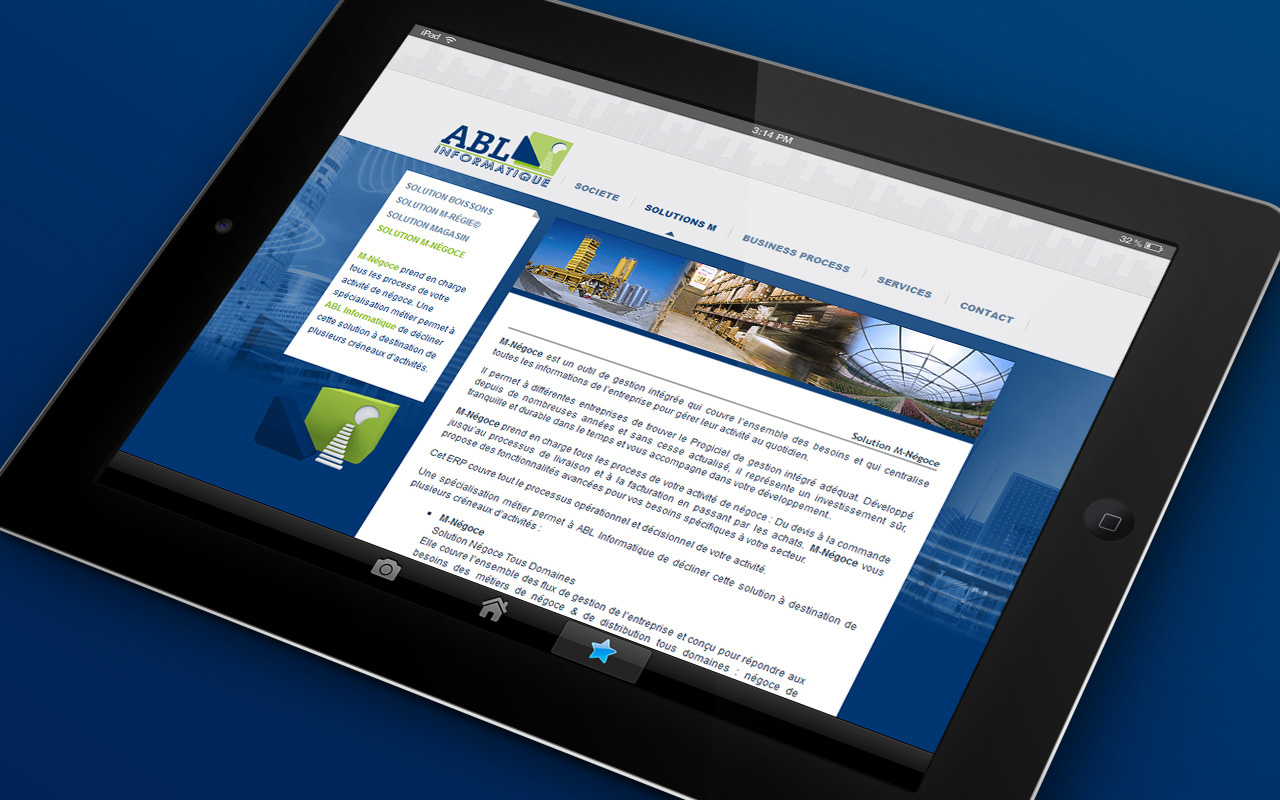 iPad
3:14 PM
32 %
ABL
INFORMATIQUE
SOCIETE
SOLUTIONS M
BUSINESS PROCESS
SERVICES
CONTACT
SOLUTION BOISSONS
SOLUTION M-RÉGIE©
SOLUTION MAGASIN
SOLUTION M-NÉGOCE
M-Négoce prend en charge
tous les process de votre
activité de négoce. Une
spécialisation métier permet à
ABL Informatique de décliner
cette solution à destination de
plusieurs créneaux d'activités.
Solution M-Négoce
M-Négoce est un outil de gestion intégrée qui couvre l'ensemble des besoins et qui centralise
toutes les informations de l'entreprise pour gérer leur activité au quotidien.
Il permet à différentes entreprises de trouver le Progiciel de gestion intégré adéquat. Développé
depuis de nombreuses années et sans cesse actualisé, il représente un investissement sûr,
tranquille et durable dans le temps et vous accompagne dans votre développement.
M-Négoce prend en charge tous les process de votre activité de négoce : Du devis à la commande
jusqu'au processus de livraison et à la facturation en passant par les achats. M-Négoce vous
propose des fonctionnalités avancées pour vos besoins spécifiques à votre secteur.
Cet ERP couvre tout le processus opérationnel et décisionnel de votre activité.
Une spécialisation métier permet à ABL Informatique de décliner cette solution à destination de
plusieurs créneaux d'activités :
• M-Négoce
Solution Négoce Tous Domaines
Elle couvre l'ensemble des flux de gestion de l'entreprise et conçu pour répondre aux
besoins des métiers de négoce & de distribution tous domaines : négoce de